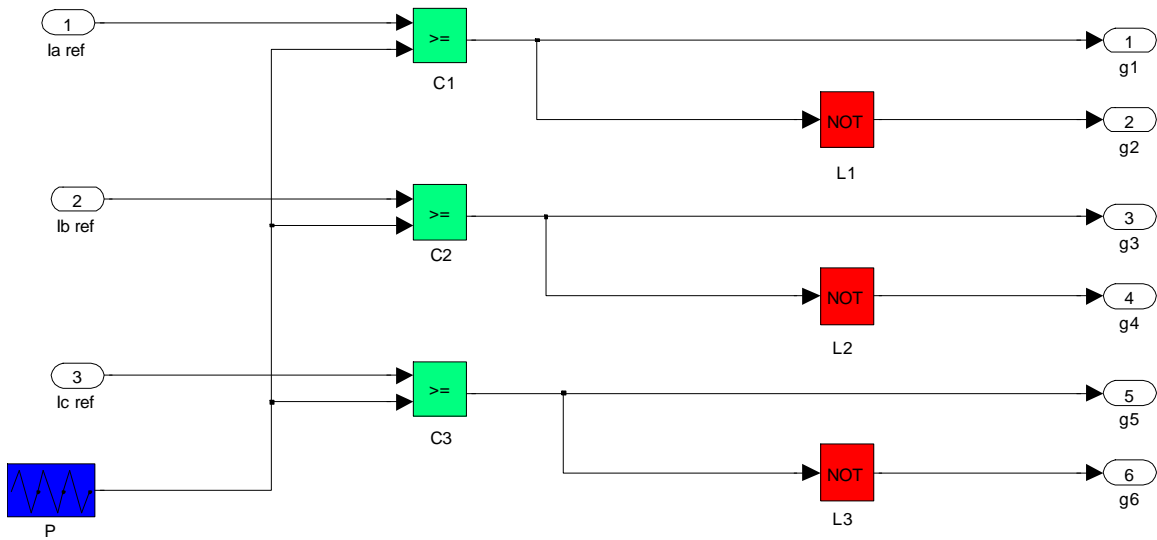 1
Ia ref
>=
C1
1
g1
NOT
L1
2
g2
2
Ib ref
>=
C2
3
g3
NOT
L2
4
g4
3
Ic ref
>=
C3
5
g5
NOT
L3
6
g6
P